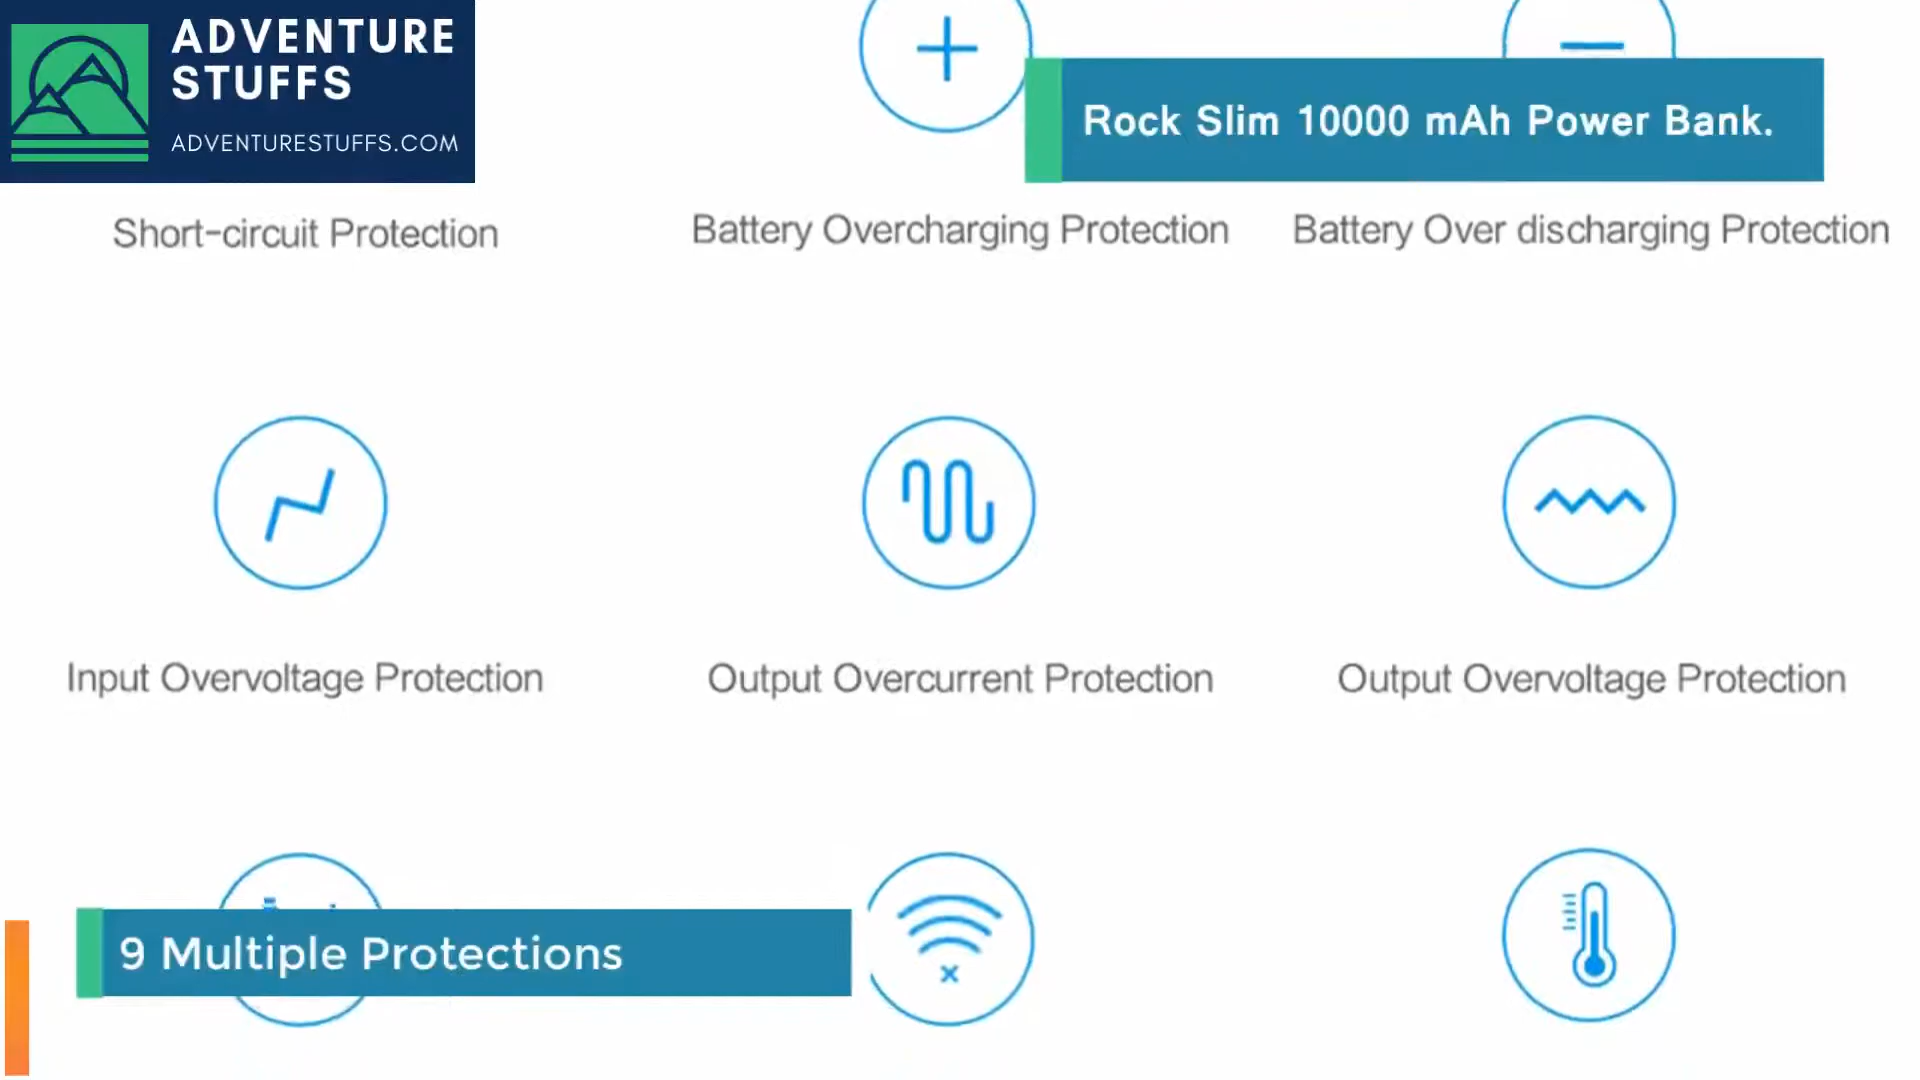 ADVENTURE
STUFFS
ADVENTURESTUFFS.COM
Rock Slim 10000 mAh Power Bank.
Short-circuit Protection
Battery Overcharging Protection
Battery Over discharging Protection
Input Overvoltage Protection
Output Overcurrent Protection
Output Overvoltage Protection
9 Multiple Protections